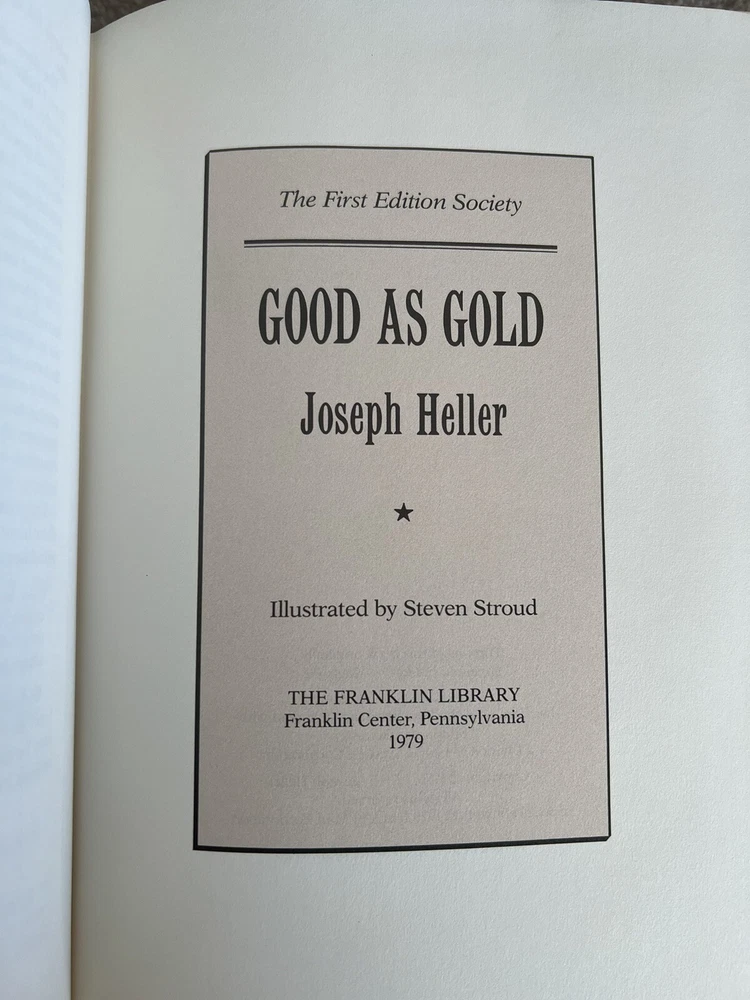 The First Edition Society
GOOD AS GOLD
Joseph Heller
Illustrated by Steven Stroud
THE FRANKLIN LIBRARY
Franklin Center, Pennsylvania
1979